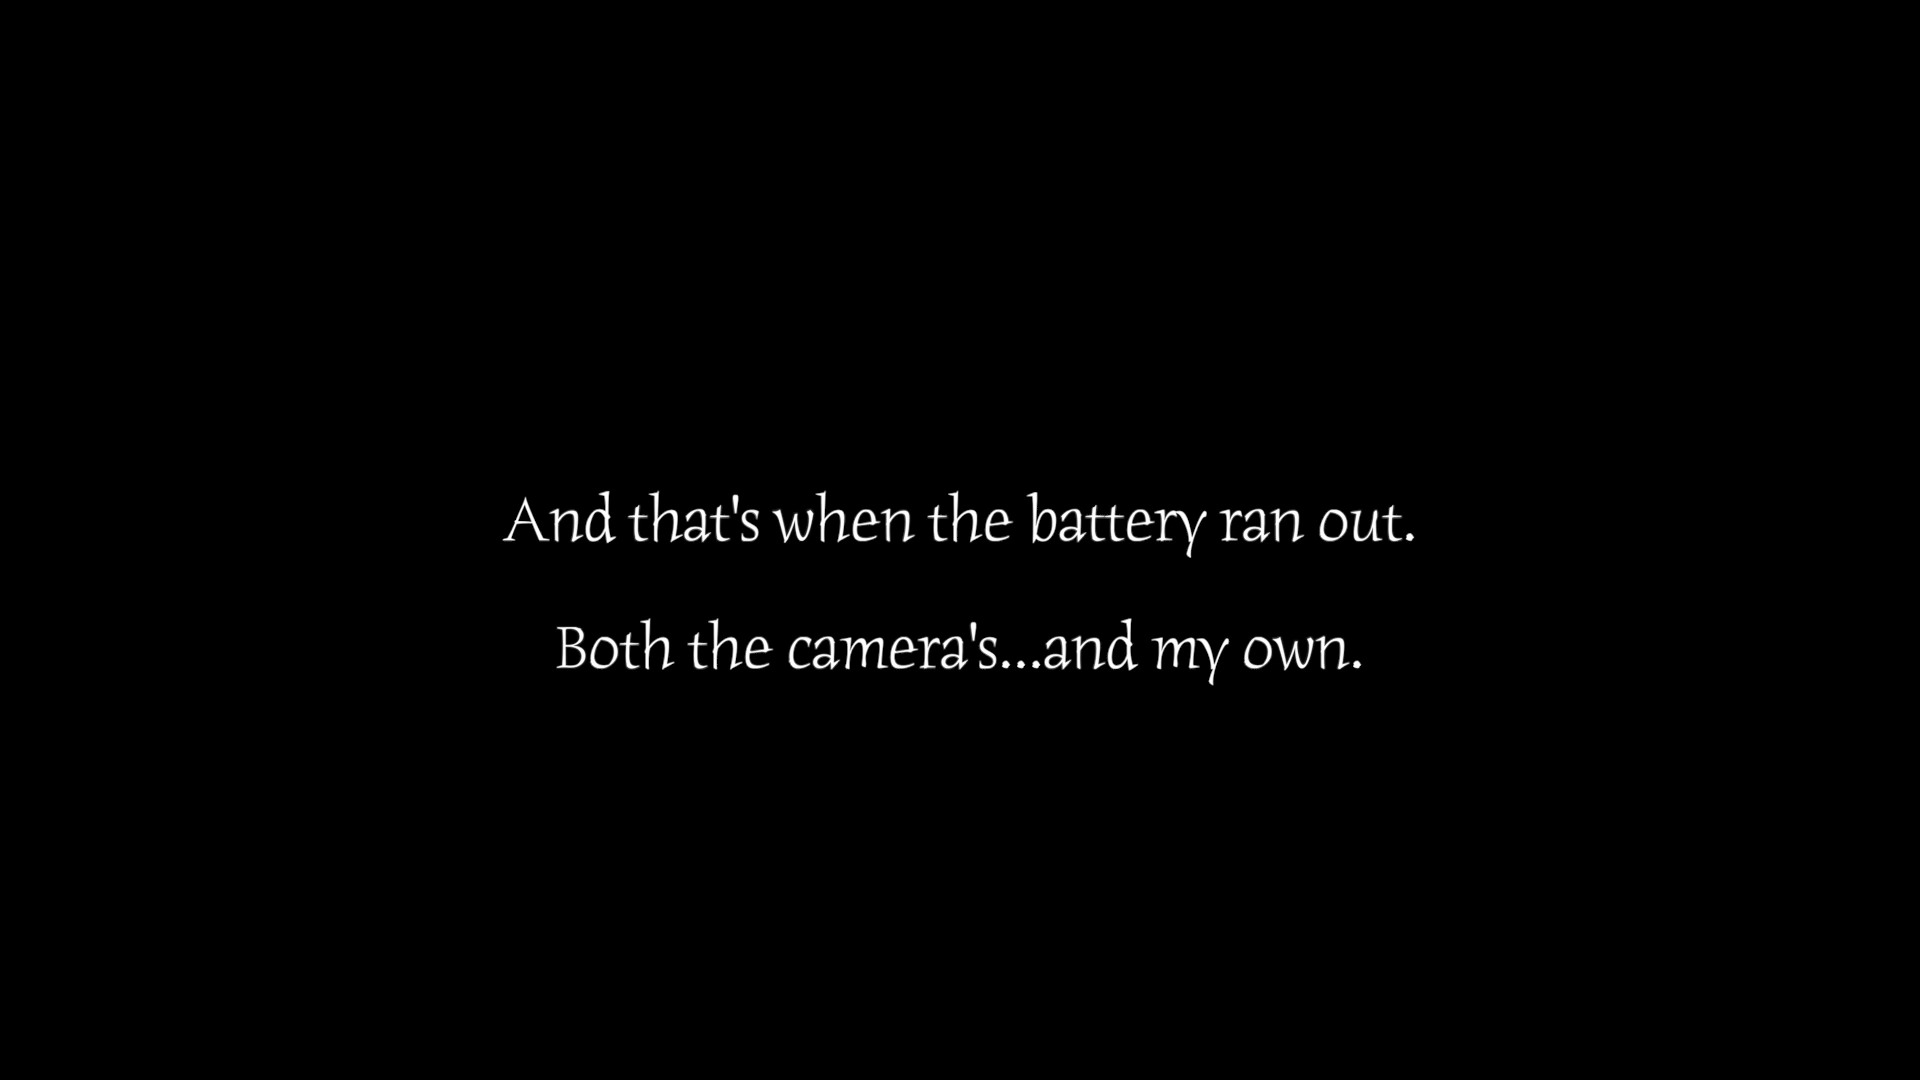 And that's when the battery ran out.
Both the camera's...and my own.